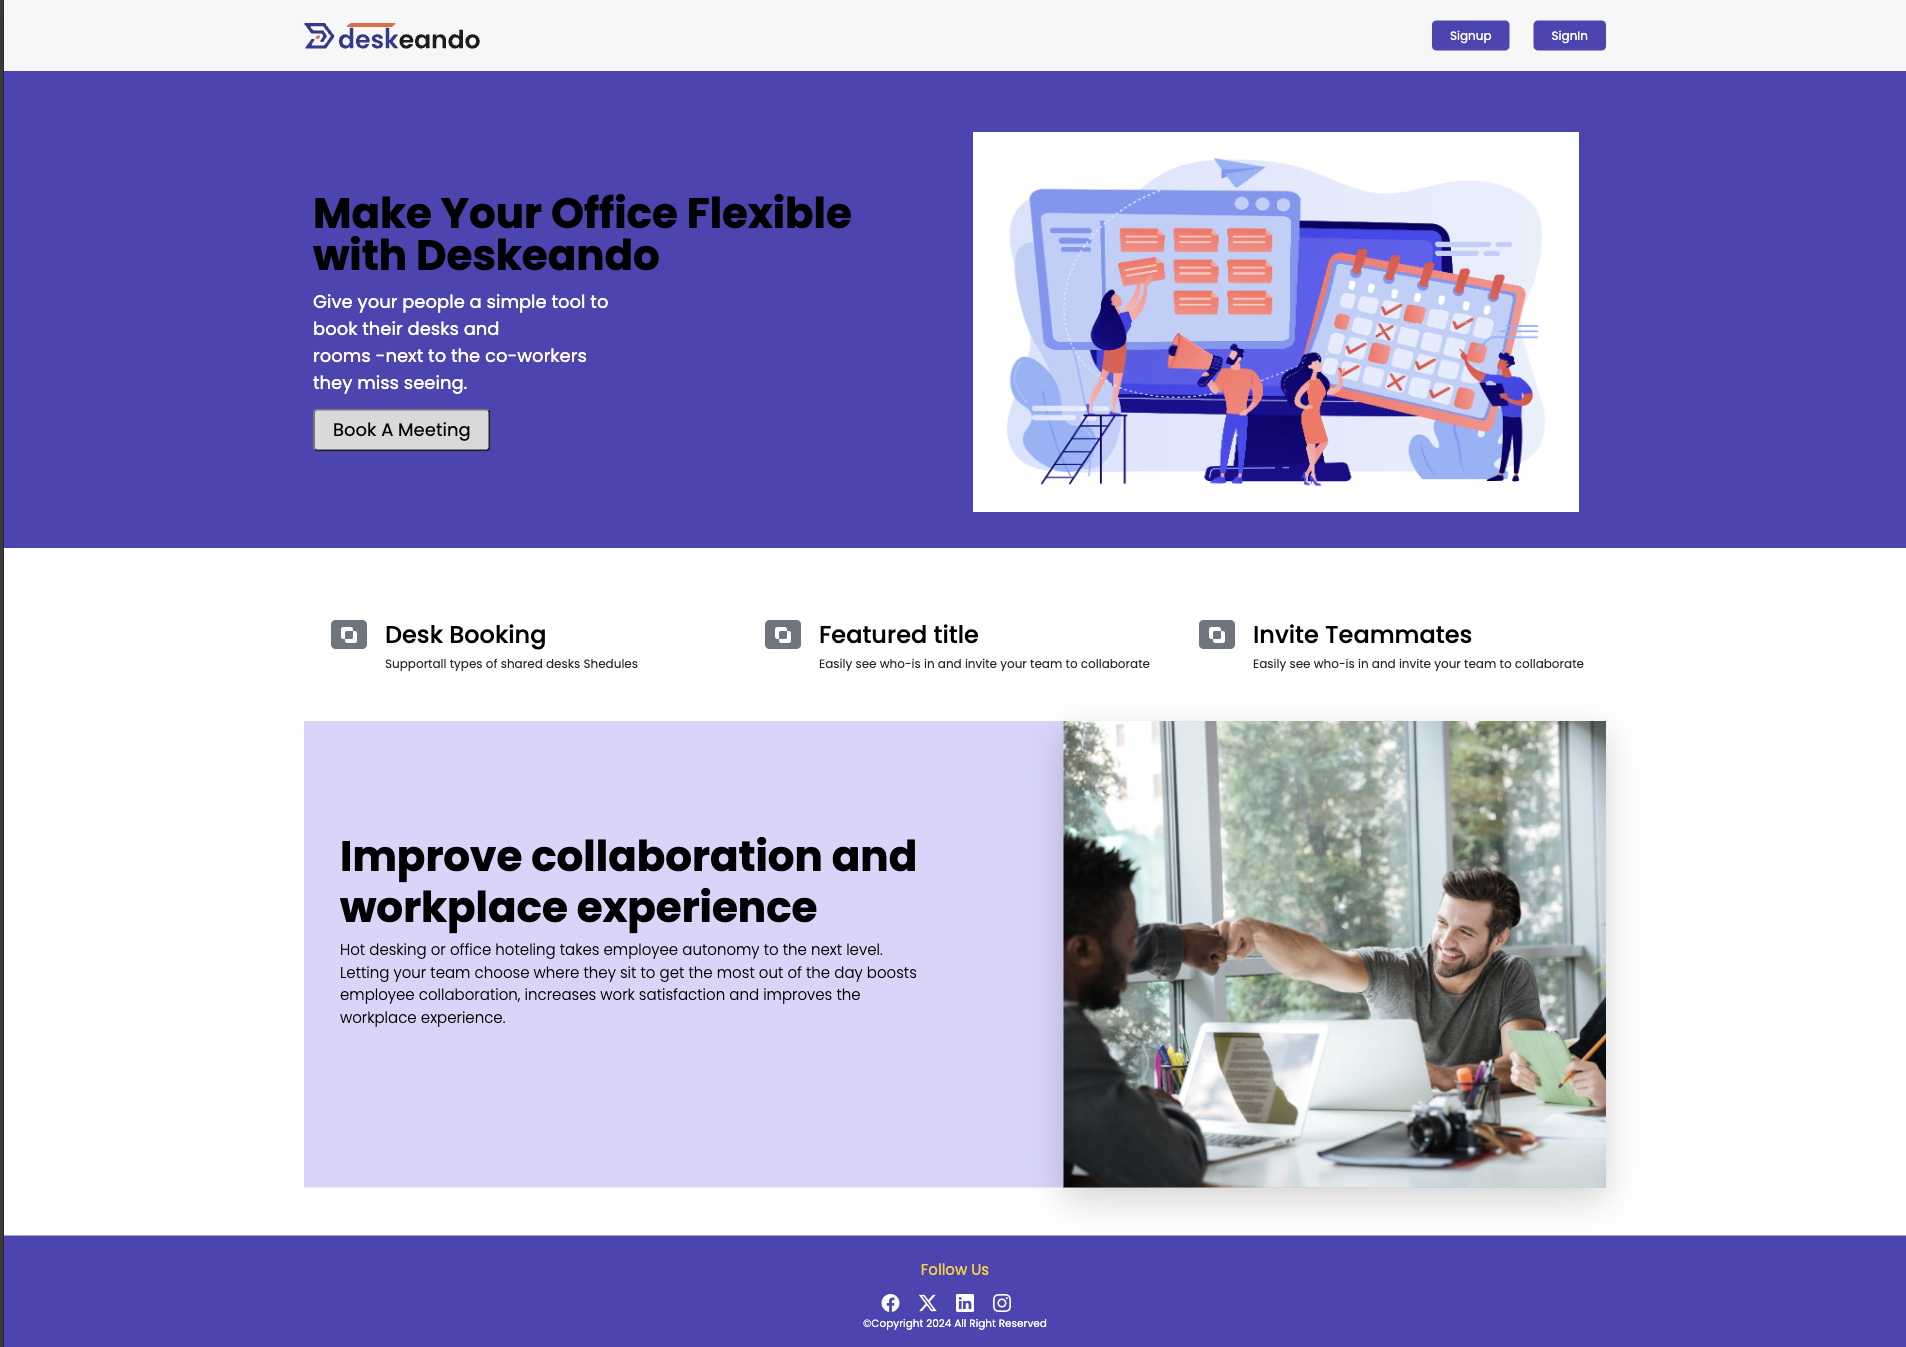 deskeando
Signup
SignIn
Make Your Office Flexible
with Deskeando
Give your people a simple tool to
book their desks and
rooms -next to the co-workers
they miss seeing.
Book A Meeting
Desk Booking
Supportall types of shared desks Shedules
Featured title
Easily see who-is in and invite your team to collaborate
Invite Teammates
Easily see who-is in and invite your team to collaborate
Improve collaboration and
workplace experience
Hot desking or office hoteling takes employee autonomy to the next level.
Letting your team choose where they sit to get the most out of the day boosts
employee collaboration, increases work satisfaction and improves the
workplace experience.
Follow Us
©Copyright 2024 All Right Reserved